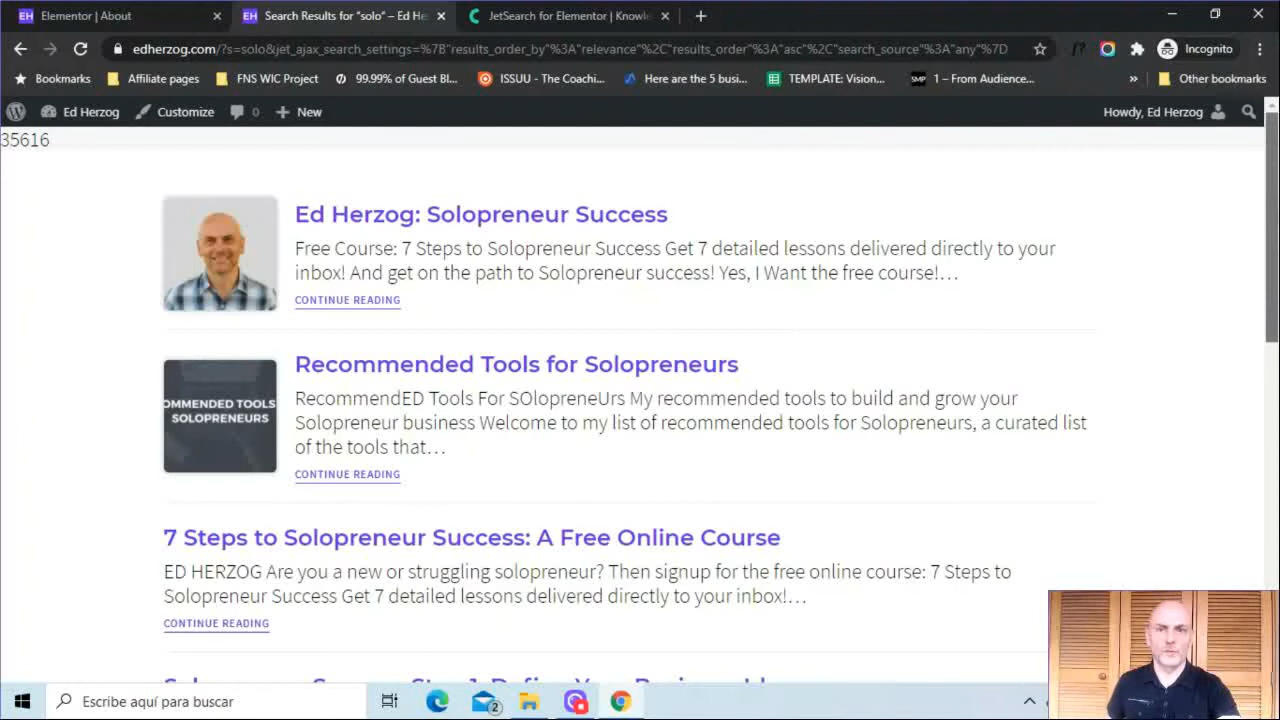 Elementor | About
Search Results for "solo" – Ed He
JetSearch for Elementor | Knowle
edherzog.com/?s=solo&jet_ajax_search_settings=%7B"results_order_by"%3A"relevance"%2C"results_order"%3A"asc"%2C"search_source"%3A"any"%7D
Incognito
Bookmarks
Affiliate pages
FNS WIC Project
99.99% of Guest Bl...
ISSUU - The Coachi...
Here are the 5 busi...
TEMPLATE: Vision...
1 – From Audience...
»
Other bookmarks
Ed Herzog
Customize
0
New
Howdy, Ed Herzog
35616
Ed Herzog: Solopreneur Success
Free Course: 7 Steps to Solopreneur Success Get 7 detailed lessons delivered directly to your
inbox! And get on the path to Solopreneur success! Yes, I Want the free course!…
CONTINUE READING
OMMENDED TOOLS
SOLOPRENEURS
Recommended Tools for Solopreneurs
RecommendED Tools For SOlopreneUrs My recommended tools to build and grow your
Solopreneur business Welcome to my list of recommended tools for Solopreneurs, a curated list
of the tools that…
CONTINUE READING
7 Steps to Solopreneur Success: A Free Online Course
ED HERZOG Are you a new or struggling solopreneur? Then signup for the free online course: 7 Steps to
Solopreneur Success Get 7 detailed lessons delivered directly to your inbox!…
CONTINUE READING
Escribe aquí para buscar
2